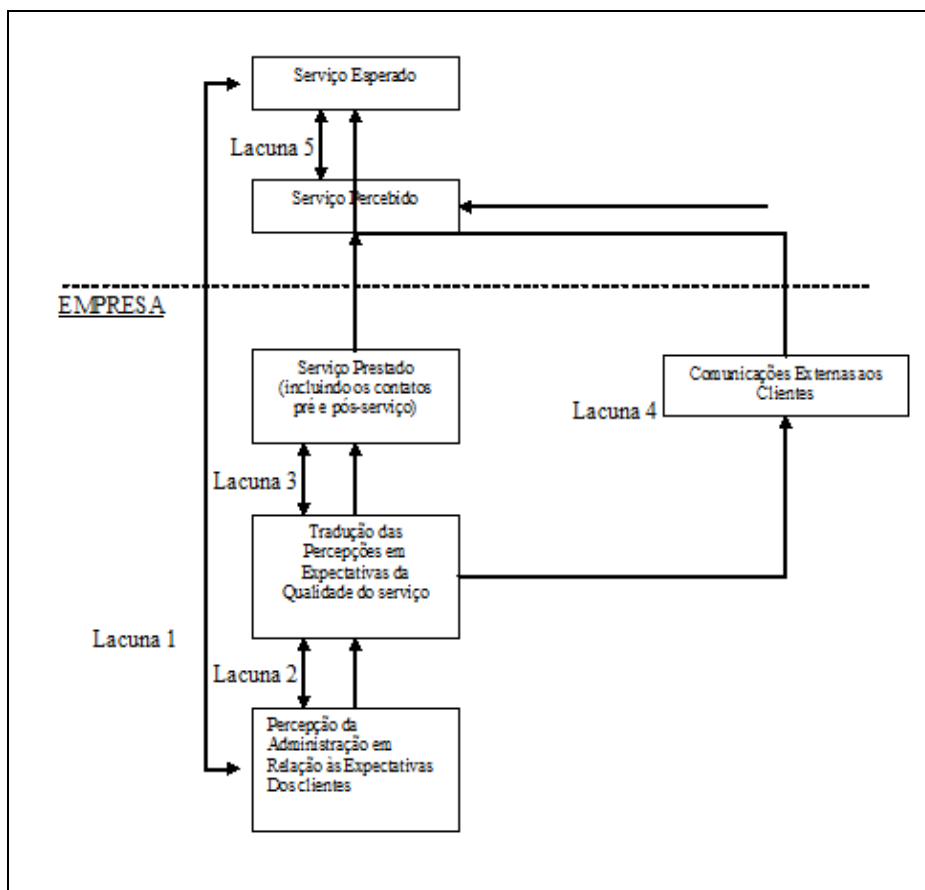 Serviço Esperado
Lacuna 5
Serviço Percebido
EMPRESA
Serviço Prestado
(incluindo os contatos
pré e pós-serviço)
Comunicações Externas aos
Clientes
Lacuna 4
Lacuna 3
Tradução das
Percepções em
Expectativas da
Qualidade do serviço
Lacuna 1
Lacuna 2
Percepção da
Administração em
Relação às Expectativas
Dos clientes